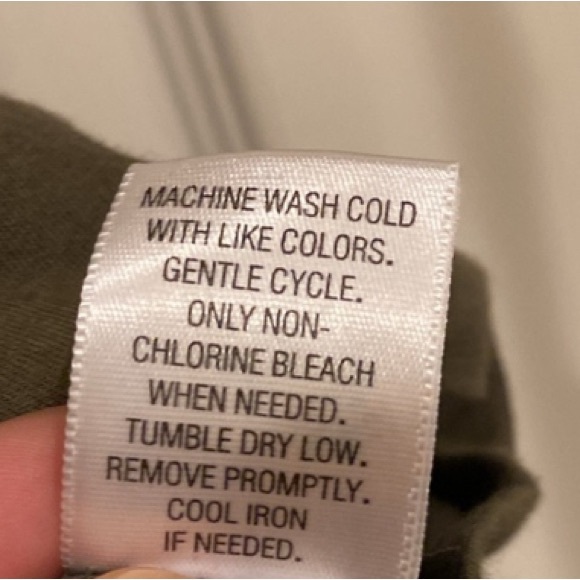 MACHINE WASH COLD
WITH LIKE COLORS.
GENTLE CYCLE.
ONLY NON-
CHLORINE BLEACH
WHEN NEEDED.
TUMBLE DRY LOW.
REMOVE PROMPTLY.
COOL IRON
IF NEEDED.